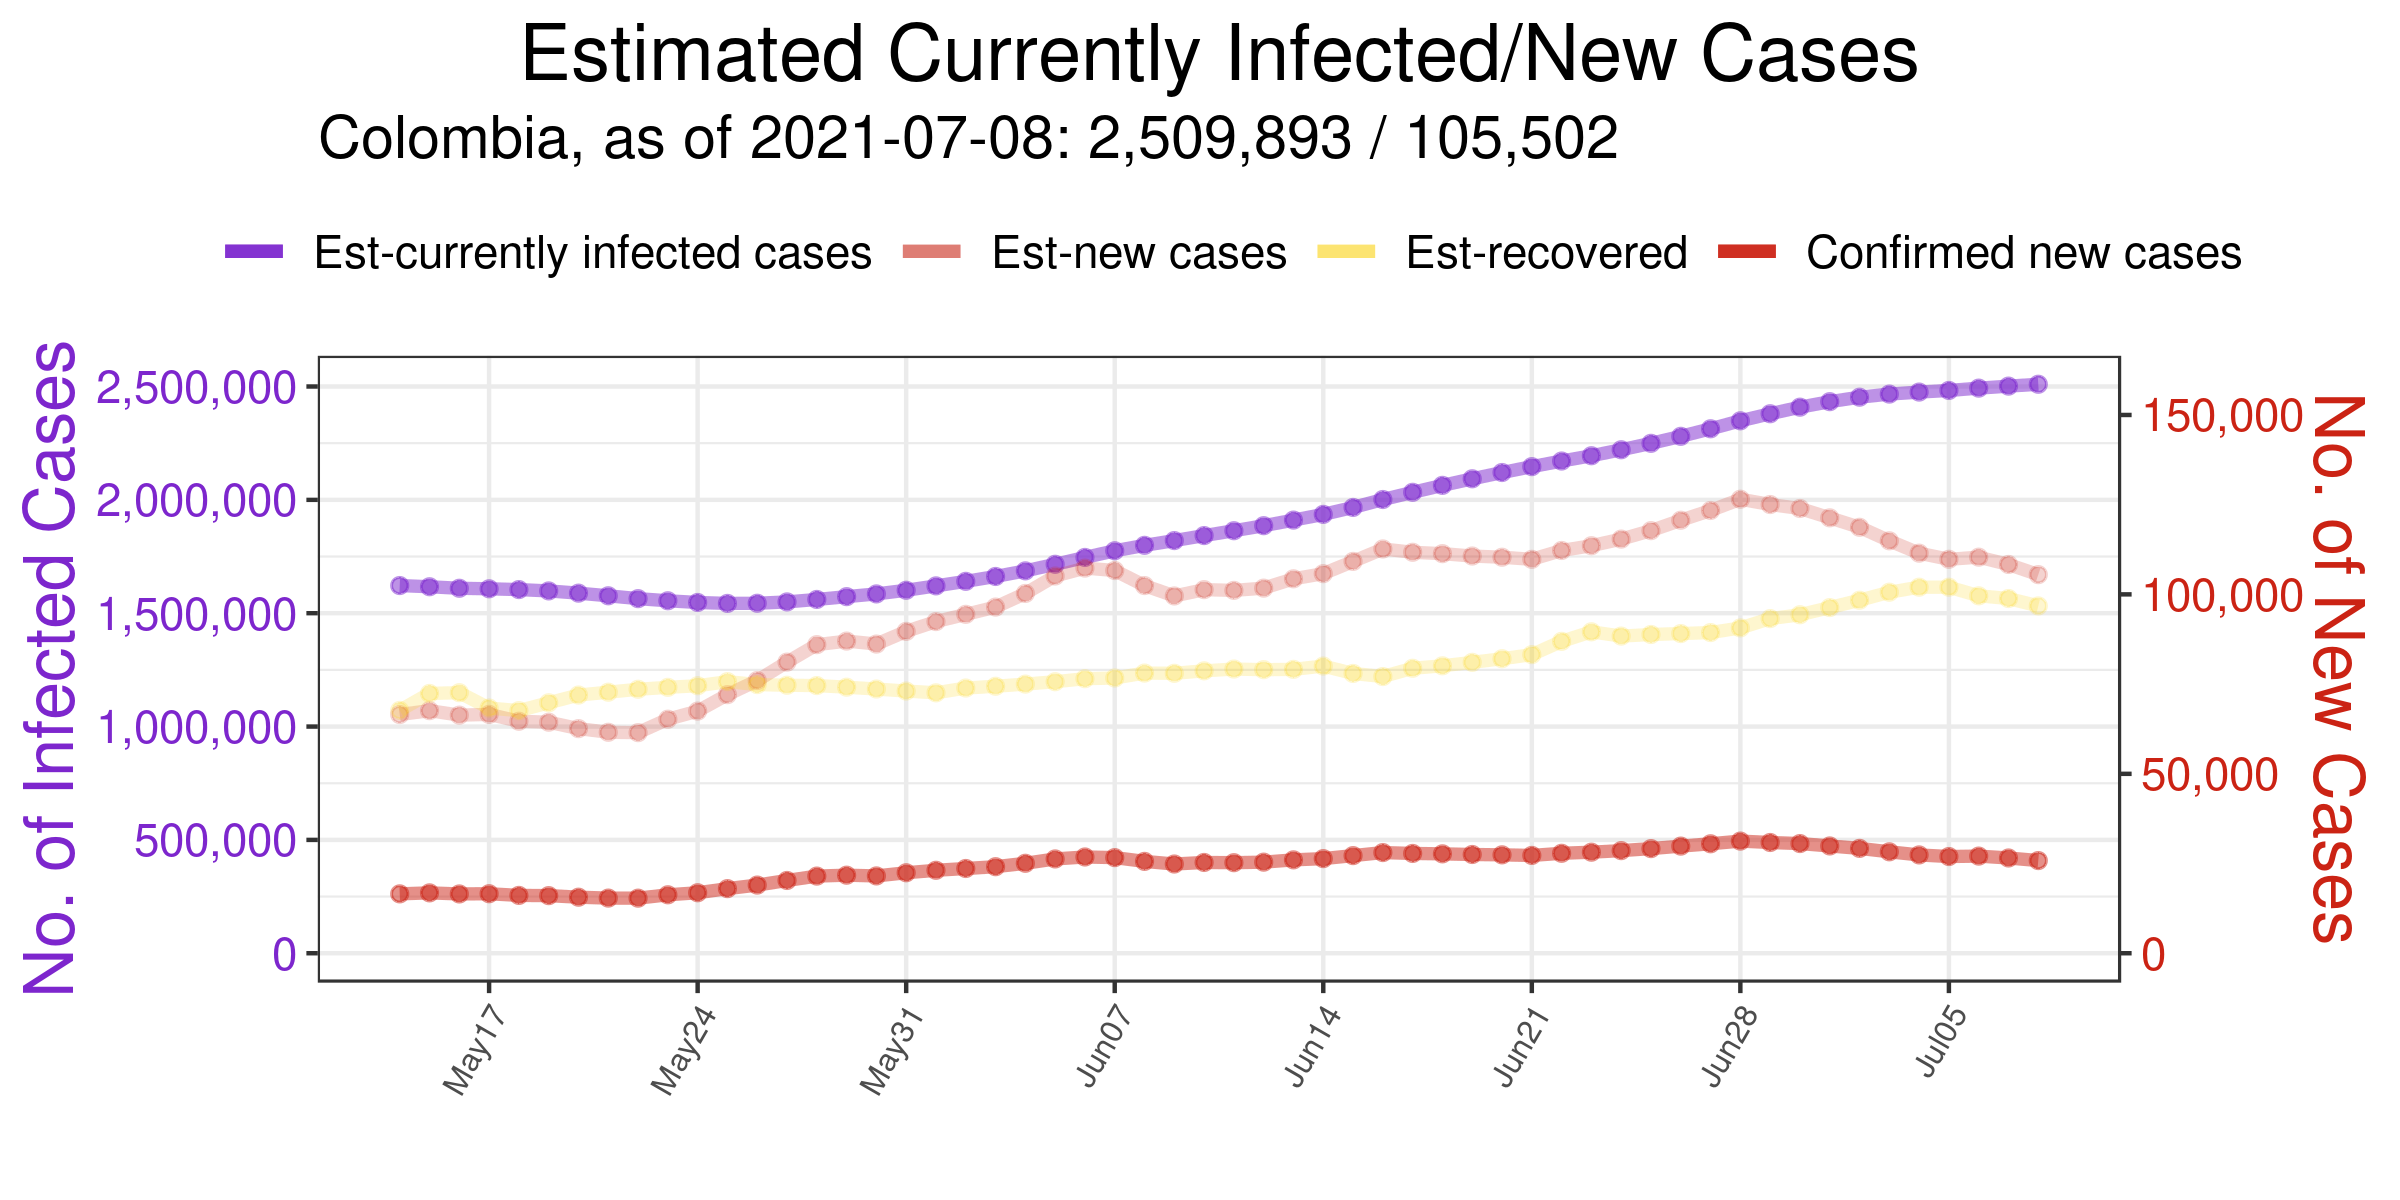 Estimated Currently Infected/New Cases
Colombia, as of 2021-07-08: 2,509,893 / 105,502
Est-currently infected cases Est-new cases Est-recovered Confirmed new cases
No. of Infected Cases
2,500,000
2,000,000
1,500,000
1,000,000
500,000
0
150,000
100,000
50,000
0
No. of New Cases
May17 May24 May31 Jun07 Jun14 Jun21 Jun28 Jul05